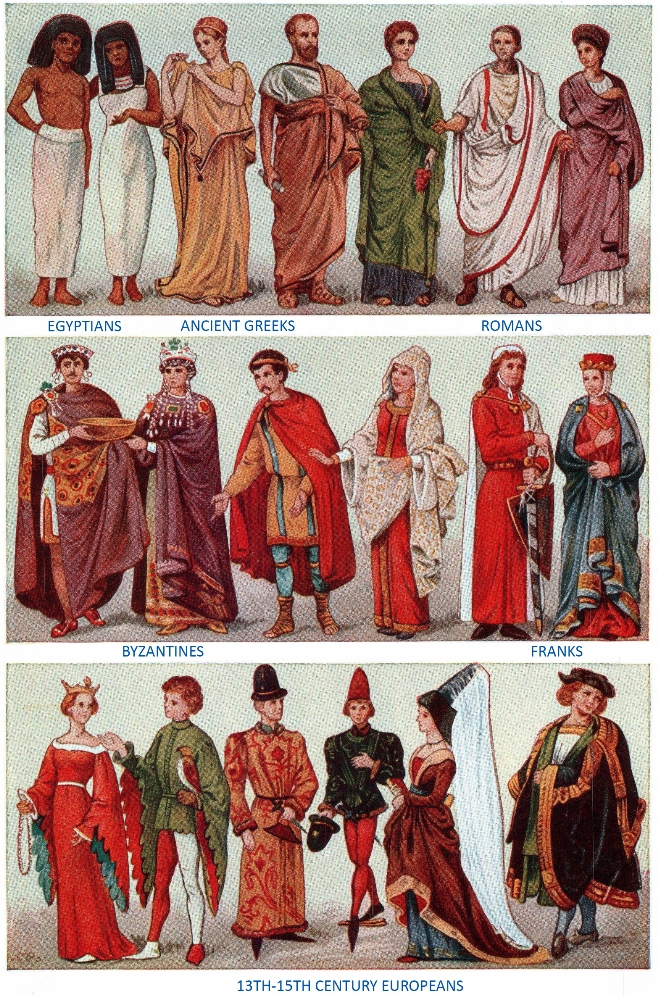 EGYPTIANS ANCIENT GREEKS ROMANS
BYZANTINES FRANKS
13TH-15TH CENTURY EUROPEANS